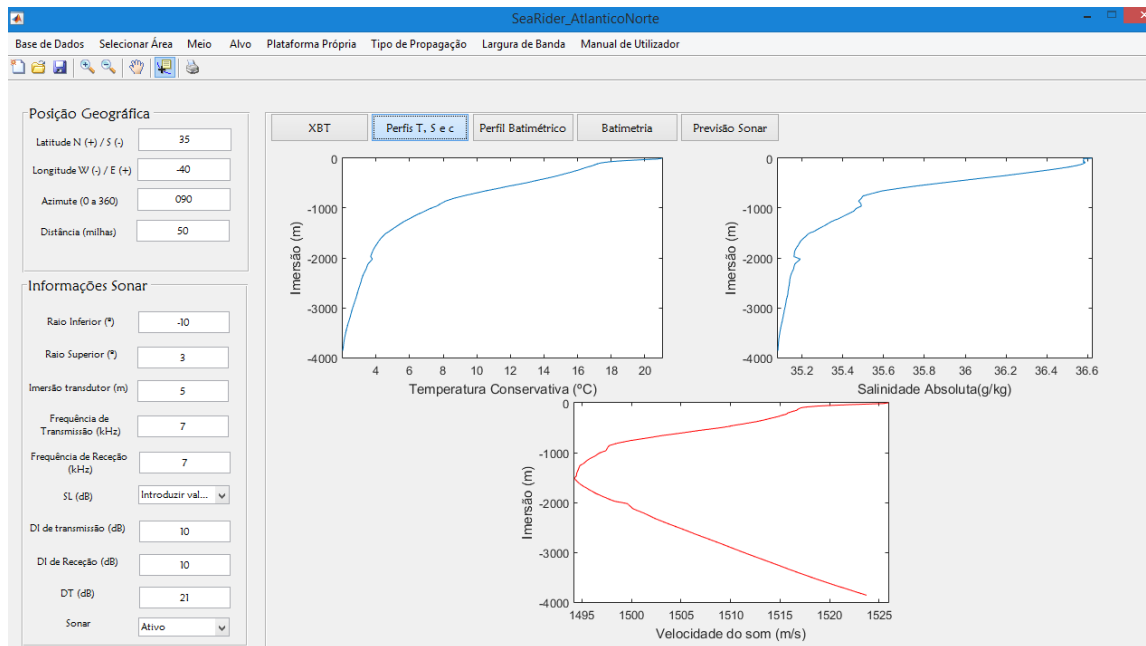 SeaRider_AtlanticoNorte
Base de Dados Selecionar Área Meio Alvo Plataforma Própria Tipo de Propagação Largura de Banda Manual de Utilizador
Posição Geográfica
Latitude N (+) / S (-) 35
Longitude W (-) / E (+) -40
Azimute (0 a 360) 090
Distância (milhas) 50
Informações Sonar
Raio Inferior (º) -10
Raio Superior (º) 3
Imersão transdutor (m) 5
Frequência de
Transmissão (kHz) 7
Frequência de Receção
(kHz) 7
SL (dB) Introduzir val...
DI de transmissão (dB) 10
DI de Receção (dB) 10
DT (dB) 21
Sonar Ativo
XBT Perfis T, S e c Perfil Batimétrico Batimetria Previsão Sonar
0
-1000
-2000
-3000
-4000
Imersão (m)
4 6 8 10 12 14 16 18 20
Temperatura Conservativa (ºC)
0
-1000
-2000
-3000
-4000
Imersão (m)
35.2 35.4 35.6 35.8 36 36.2 36.4 36.6
Salinidade Absoluta(g/kg)
0
-1000
-2000
-3000
-4000
Imersão (m)
1495 1500 1505 1510 1515 1520 1525
Velocidade do som (m/s)